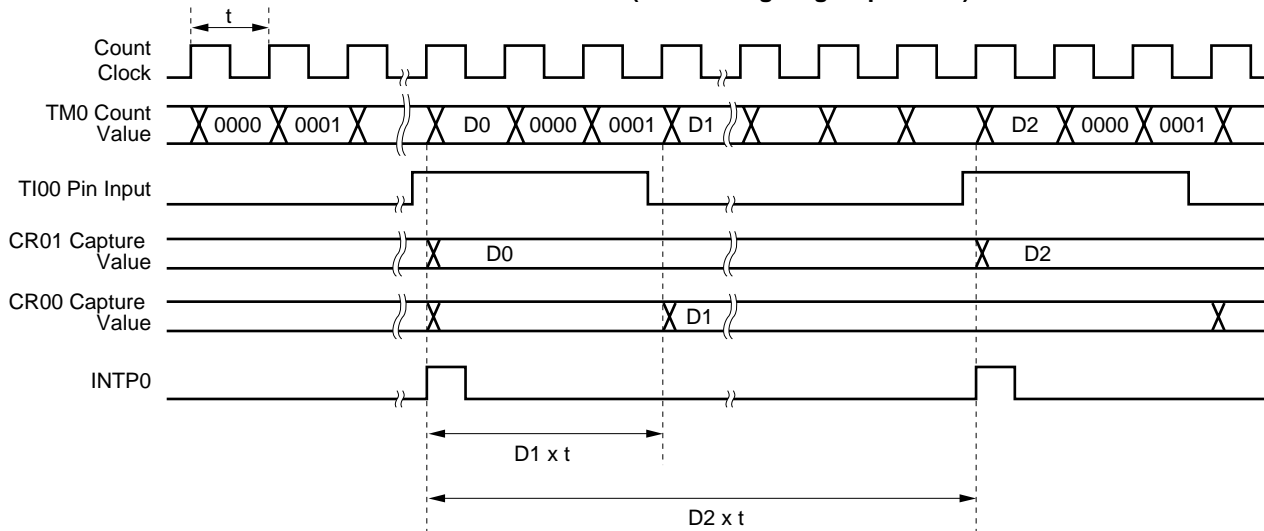 t
Count
Clock
TM0 Count
Value
0000 0001 D0 0000 0001 D1 D2 0000 0001
TI00 Pin Input
CR01 Capture
Value
D0 D2
CR00 Capture
Value
D1
INTP0
D1 x t
D2 x t